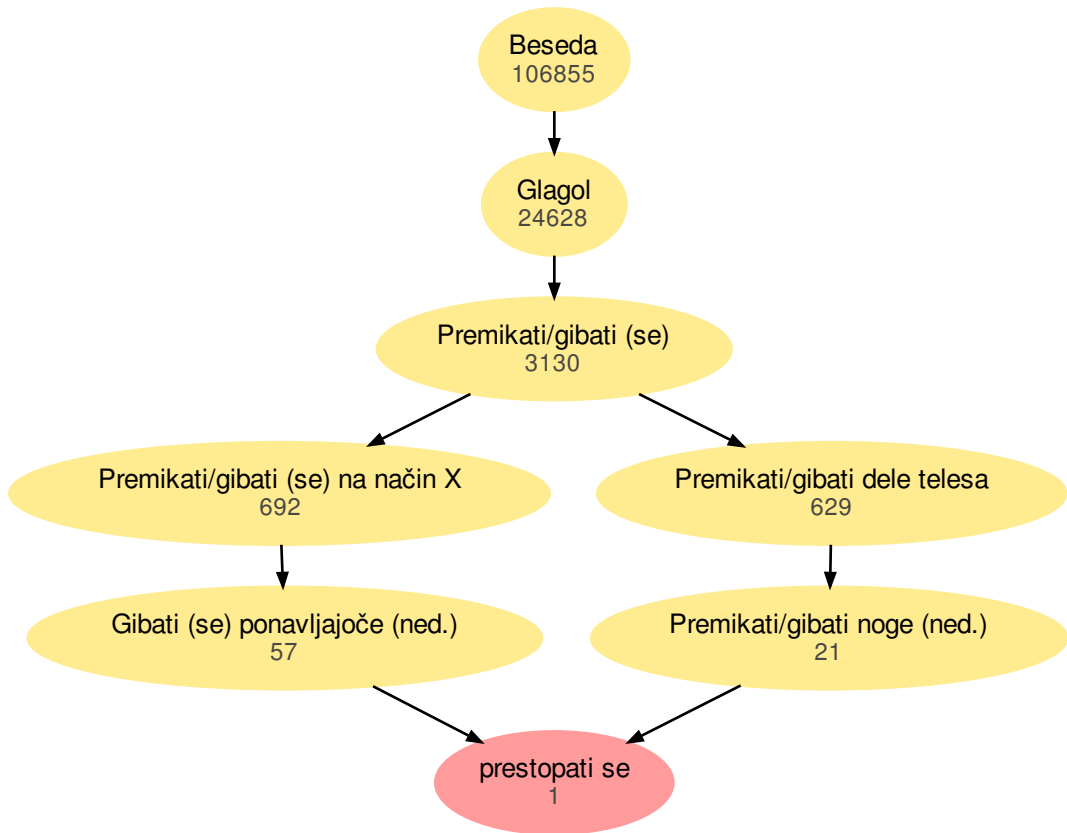 Beseda
106855
Glagol
24628
Premikati/gibati (se)
3130
Premikati/gibati (se) na način X
692
Premikati/gibati dele telesa
629
Gibati (se) ponavljajoče (ned.)
57
Premikati/gibati noge (ned.)
21
prestopati se
1